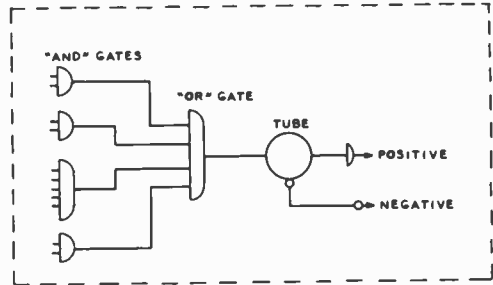 "AND" GATES
"OR" GATE
TUBE
POSITIVE
NEGATIVE